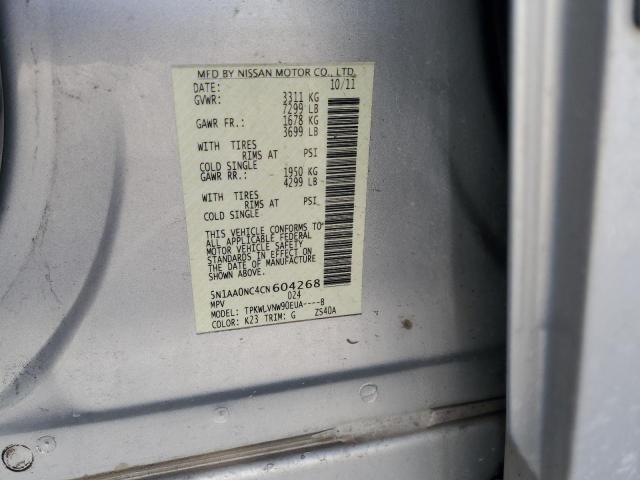 MFD BY NISSAN MOTOR CO., LTD.
DATE: 10/11
GVWR: 3311 KG
7299 LB
GAWR FR.: 1678 KG
3699 LB
WITH TIRES
RIMS AT PSI
COLD SINGLE
GAWR RR.: 1950 KG
4299 LB
WITH TIRES
RIMS AT PSI
COLD SINGLE
THIS VEHICLE CONFORMS TO
ALL APPLICABLE FEDERAL
MOTOR VEHICLE SAFETY
STANDARDS IN EFFECT ON
THE DATE OF MANUFACTURE
SHOWN ABOVE.
5N1AA0NC4CN604268
MPV 024
MODEL: TPKWLVNW90EUA----B
COLOR: K23 TRIM: G ZS40A